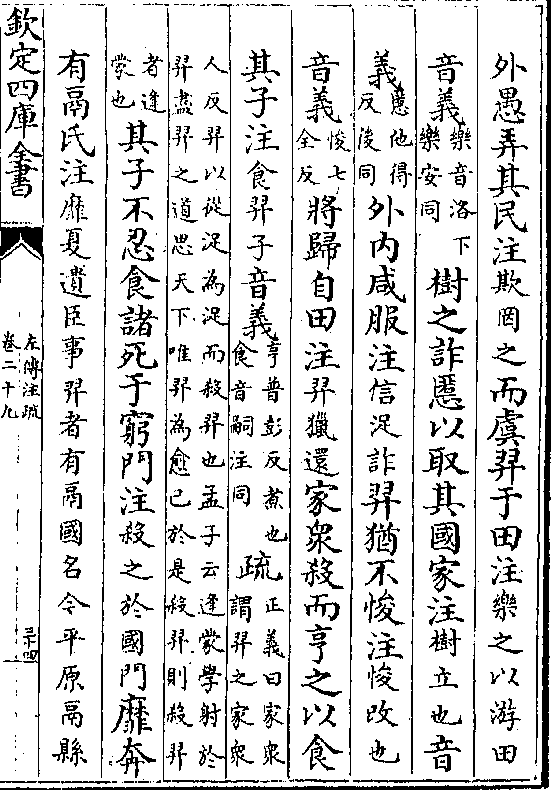 外愚弄其民注欺罔之而虞羿于田注樂之以游田
音義樂音洛下樂安同樹之詐慝以取其國家注樹立也音
義慝他得反浚同外内咸服注信浞詐羿猶不悛注悛改也
音義悛七全反將歸自田注羿獵還家衆殺而亨之以食
其子注食羿子音義亨普彭反煮也食音嗣注同疏正義曰家衆謂羿之家衆
人反羿以從浞為浞而殺羿也孟子云逢蒙學射於
羿盡羿之道思天下唯羿為愈己於是殺羿則殺羿
者逢蒙也其子不忍食諸死于窮門注殺之於國門靡奔
有鬲氏注靡夏遺臣事羿者有鬲國名今平原鬲縣
欽定四庫全書
左傳注疏
卷二十九
三十四